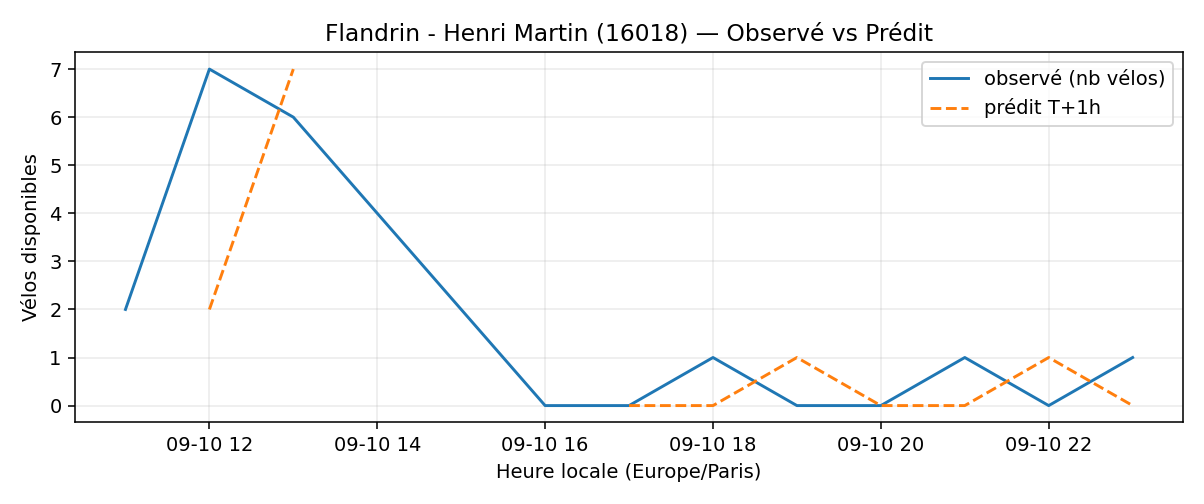 Flandrin - Henri Martin (16018) — Observé vs Prédit
observé (nb vélos)
prédit T+1h
Vélos disponibles
7
6
5
4
3
2
1
0
09-10 12
09-10 14
09-10 16
09-10 18
09-10 20
09-10 22
Heure locale (Europe/Paris)